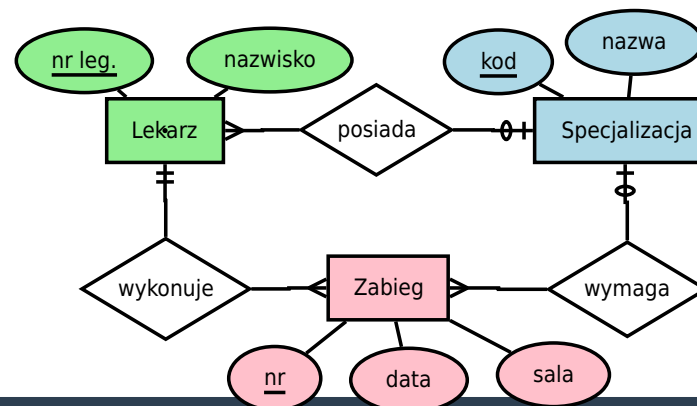 nr leg.
nazwisko
kod
nazwa
Lekarz
posiada
Specjalizacja
wykonuje
Zabieg
wymaga
nr
data
sala